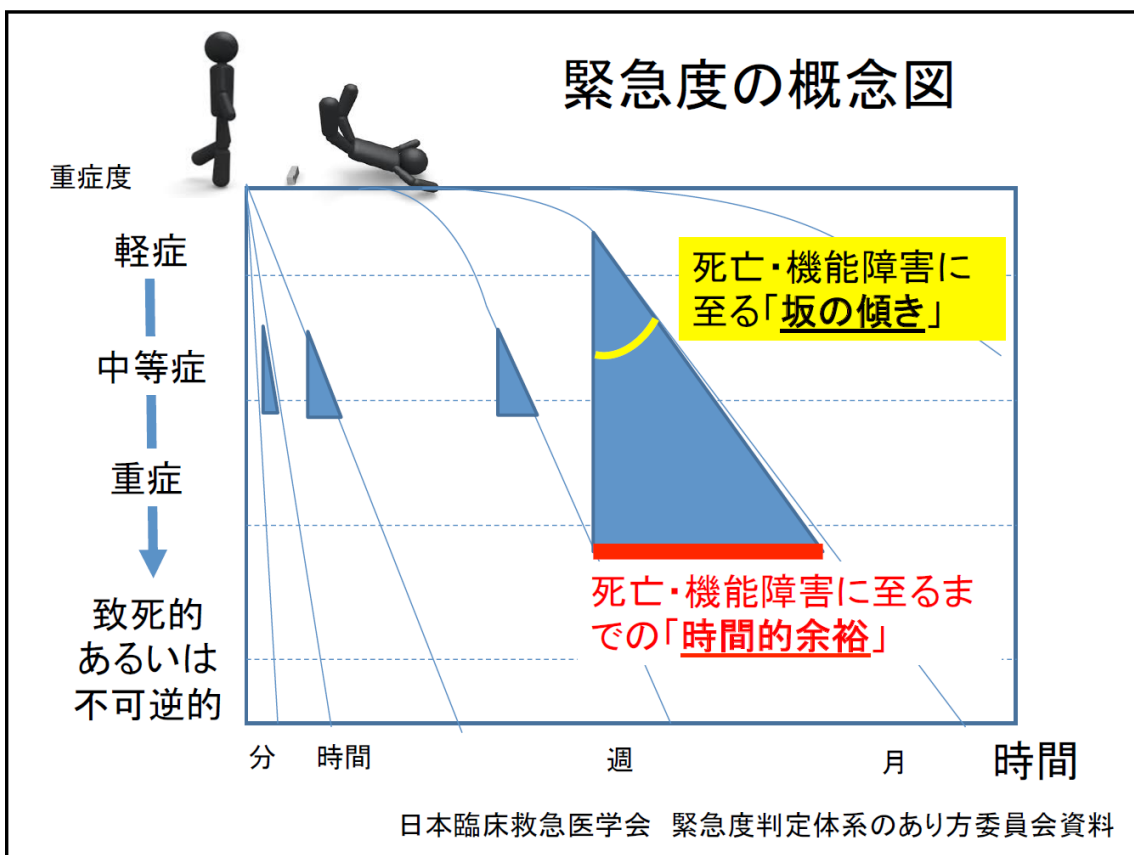 緊急度の概念図
重症度
軽症
中等症
重症
致死的
あるいは
不可逆的
死亡・機能障害に
至る「坂の傾き」
死亡・機能障害に至るま
での「時間的余裕」
分
時間
週
月
時間
日本臨床救急医学会 緊急度判定体系のあり方委員会資料